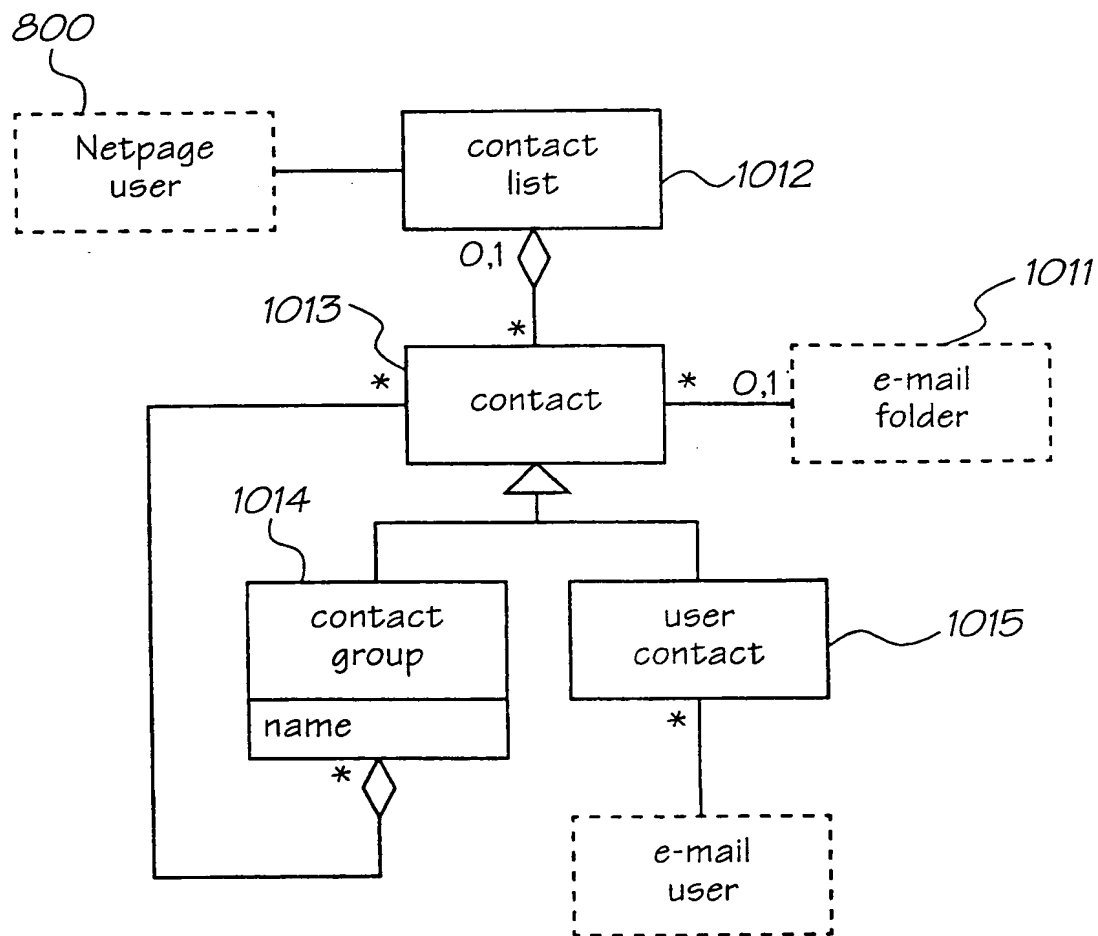 800
Netpage
user
contact
list
1012
0,1
*
1013
1011
*
*
0,1
contact
e-mail
folder
1014
contact
group
name
*
user
contact
1015
*
e-mail
user